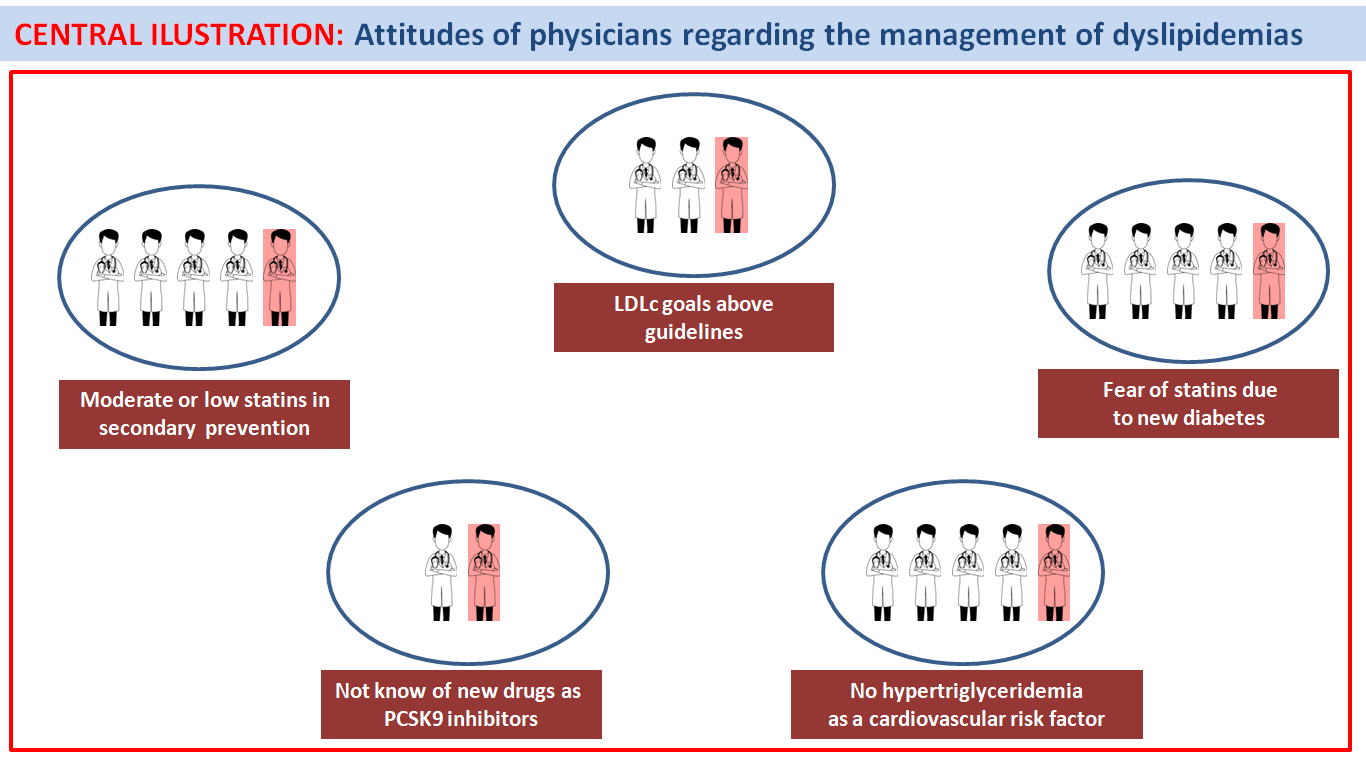 CENTRAL ILUSTRATION: Attitudes of physicians regarding the management of dyslipidemias
LDLc goals above
guidelines
Moderate or low statins in
secondary prevention
Fear of statins due
to new diabetes
Not know of new drugs as
PCSK9 inhibitors
No hypertriglyceridemia
as a cardiovascular risk factor